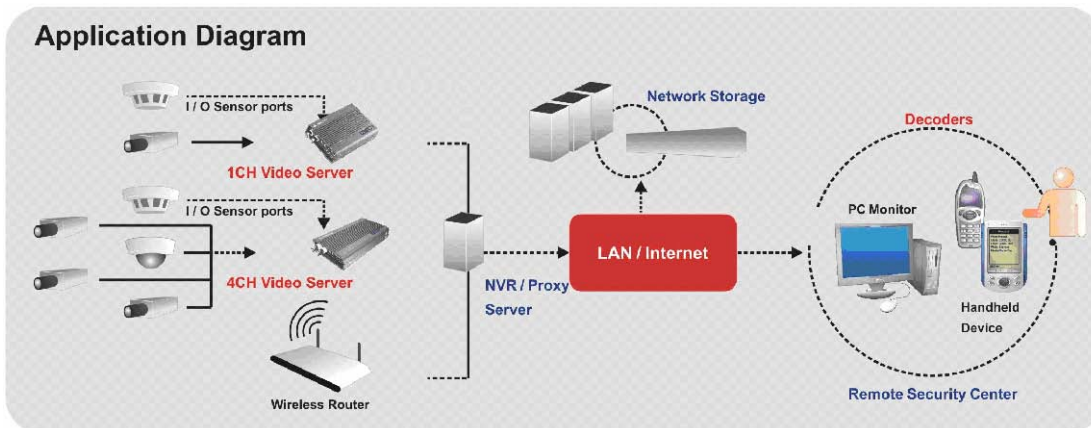 Application Diagram
I / O Sensor ports
1CH Video Server
I / O Sensor ports
4CH Video Server
Wireless Router
NVR / Proxy
Server
LAN / Internet
Network Storage
Decoders
PC Monitor
Handheld
Device
Remote Security Center